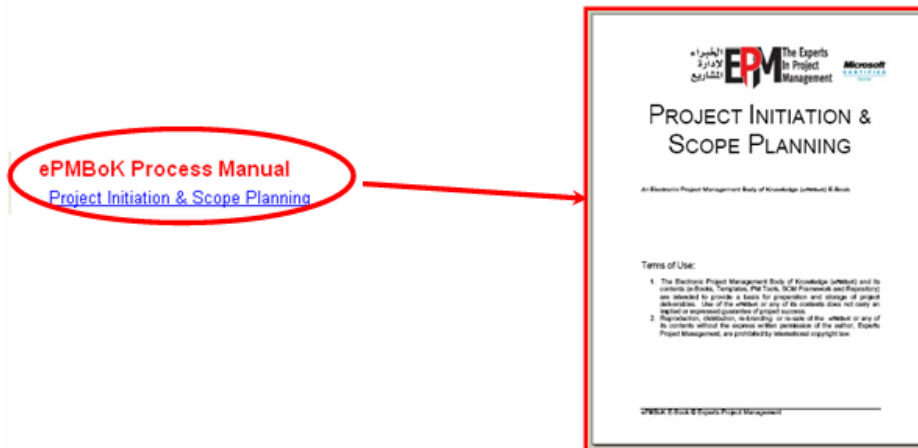 ePMBoK Process Manual
Project Initiation & Scope Planning
الخبراء
لادارة
المشاريع
EPM
The Experts
In Project
Management
Microsoft
CERTIFIED
Partner
PROJECT INITIATION &
SCOPE PLANNING
An Electronic Project Management Body of Knowledge (ePMBoK) E-Book
Terms of Use:
1. The Electronic Project Management Body of Knowledge (ePMBoK) and its
contents (e-Books, Templates, PM Tools, SCM Framework and Repository)
are intended to provide a basis for preparation and storage of project
deliverables. Use of the ePMBoK or any of its contents does not carry an
implied or expressed guarantee of project success.
2. Reproduction, distribution, re-branding or re-sale of the ePMBoK or any of
its contents without the express written permission of the author, Experts
Project Management, are prohibited by international copyright law.
ePMBoK E-Book © Experts Project Management